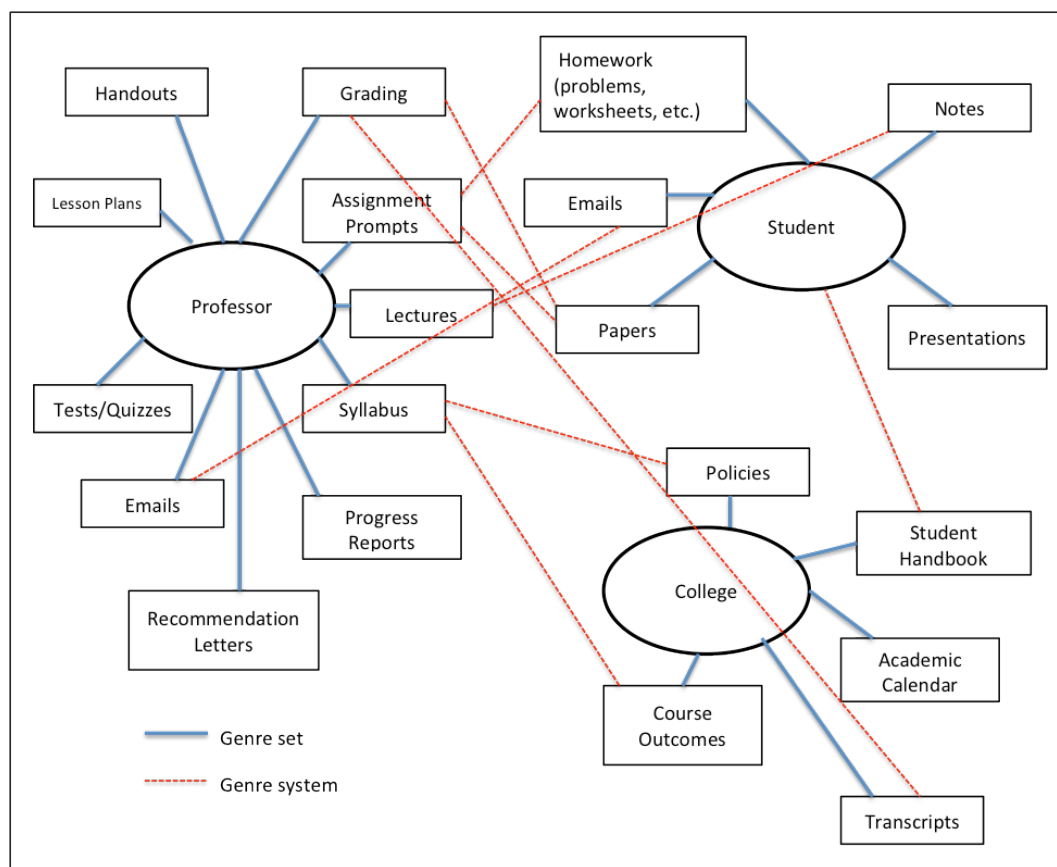 Handouts
Grading
Homework
(problems,
worksheets, etc.)
Notes
Lesson Plans
Assignment
Prompts
Emails
Student
Professor
Lectures
Papers
Presentations
Tests/Quizzes
Syllabus
Policies
Emails
Progress
Reports
Student
Handbook
College
Recommendation
Letters
Academic
Calendar
Course
Outcomes
Genre set
Genre system
Transcripts